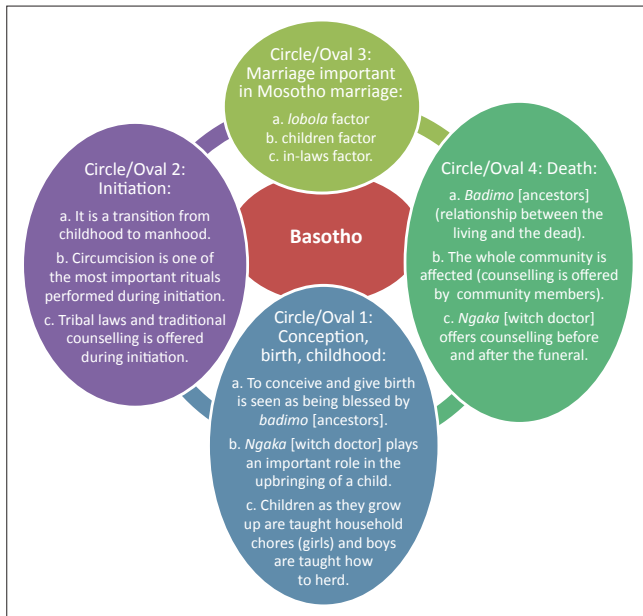 Circle/Oval 3:
Marriage important
in Mosotho marriage:
a. lobola factor
b. children factor
c. in-laws factor.
Circle/Oval 2:
Initiation:
a. It is a transition from
childhood to manhood.
b. Circumcision is one of
the most important rituals
performed during initiation.
c. Tribal laws and traditional
counselling is offered
during initiation.
Basotho
Circle/Oval 4: Death:
a. Badimo [ancestors]
(relationship between the
living and the dead).
b. The whole community is
affected (counselling is offered
by community members).
c. Ngaka [witch doctor]
offers counselling before
and after the funeral.
Circle/Oval 1:
Conception,
birth, childhood:
a. To conceive and give birth
is seen as being blessed by
badimo [ancestors].
b. Ngaka [witch doctor] plays
an important role in the
upbringing of a child.
c. Children as they grow
up are taught household
chores (girls) and boys
are taught how
to herd.